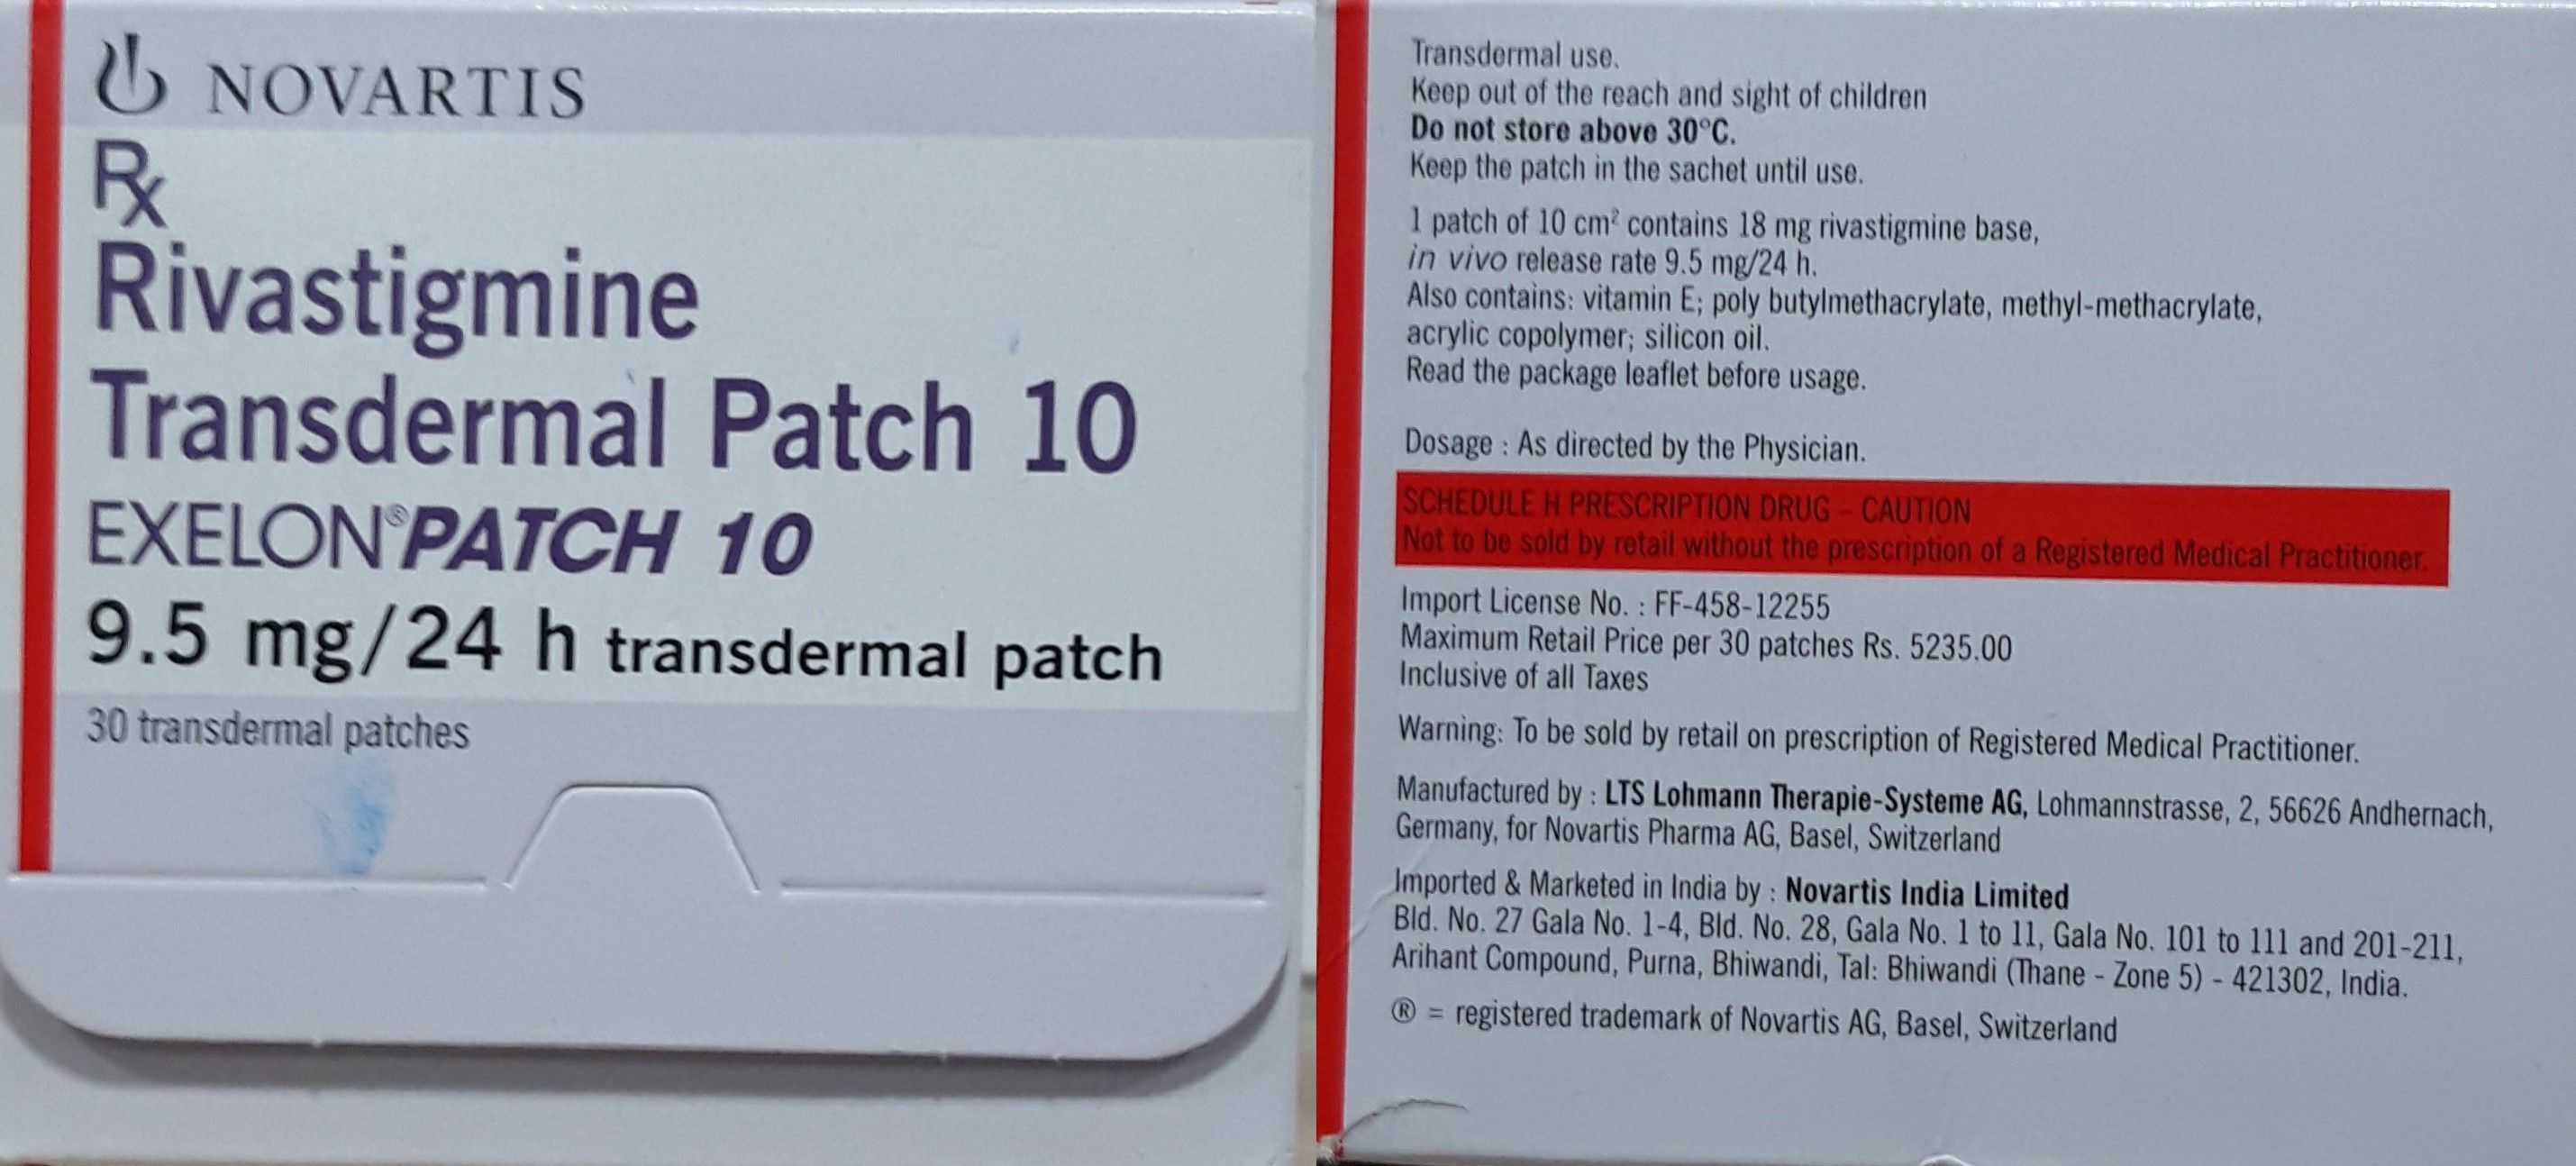 NOVARTIS
Rx
Rivastigmine
Transdermal Patch 10
EXELON®PATCH 10
9.5 mg/24 h transdermal patch
30 transdermal patches
Transdermal use.
Keep out of the reach and sight of children
Do not store above 30°C.
Keep the patch in the sachet until use.
1 patch of 10 cm² contains 18 mg rivastigmine base,
in vivo release rate 9.5 mg/24 h.
Also contains: vitamin E; poly butylmethacrylate, methyl-methacrylate,
acrylic copolymer; silicon oil.
Read the package leaflet before usage.
Dosage : As directed by the Physician.
SCHEDULE H PRESCRIPTION DRUG – CAUTION
Not to be sold by retail without the prescription of a Registered Medical Practitioner.
Import License No. : FF-458-12255
Maximum Retail Price per 30 patches Rs. 5235.00
Inclusive of all Taxes
Warning: To be sold by retail on prescription of Registered Medical Practitioner.
Manufactured by : LTS Lohmann Therapie-Systeme AG, Lohmannstrasse, 2, 56626 Andhernach,
Germany, for Novartis Pharma AG, Basel, Switzerland
Imported & Marketed in India by : Novartis India Limited
Bld. No. 27 Gala No. 1-4, Bld. No. 28, Gala No. 1 to 11, Gala No. 101 to 111 and 201-211,
Arihant Compound, Purna, Bhiwandi, Tal: Bhiwandi (Thane - Zone 5) - 421302, India.
® = registered trademark of Novartis AG, Basel, Switzerland